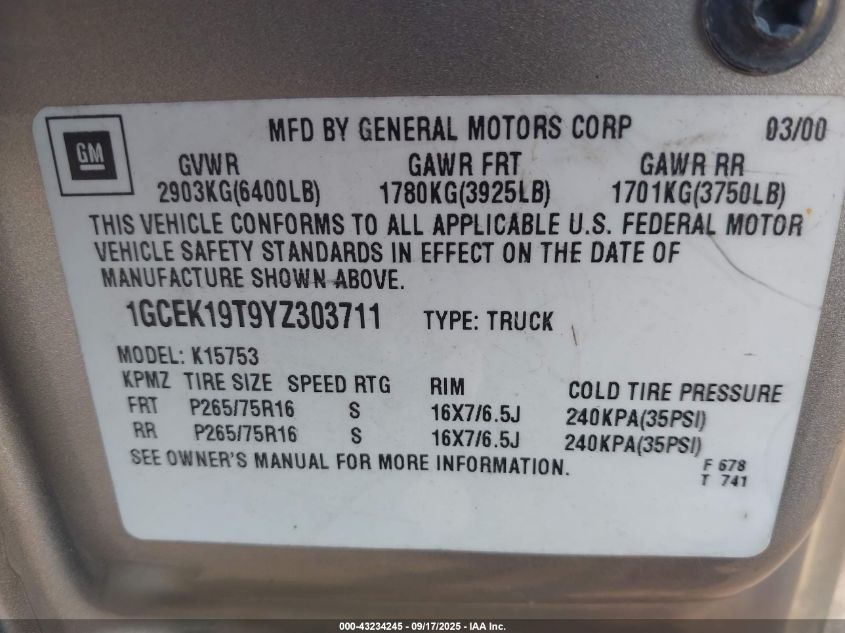 GM
MFD BY GENERAL MOTORS CORP 03/00
GVWR GAWR FRT GAWR RR
2903KG(6400LB) 1780KG(3925LB) 1701KG(3750LB)
THIS VEHICLE CONFORMS TO ALL APPLICABLE U.S. FEDERAL MOTOR
VEHICLE SAFETY STANDARDS IN EFFECT ON THE DATE OF
MANUFACTURE SHOWN ABOVE.
1GCEK19T9YZ303711 TYPE: TRUCK
MODEL: K15753
KPMZ TIRE SIZE SPEED RTG RIM COLD TIRE PRESSURE
FRT P265/75R16 S 16X7/6.5J 240KPA(35PSI)
RR P265/75R16 S 16X7/6.5J 240KPA(35PSI)
SEE OWNER'S MANUAL FOR MORE INFORMATION.
F 678
T 741
000-43234245 - 09/17/2025 - IAA Inc.